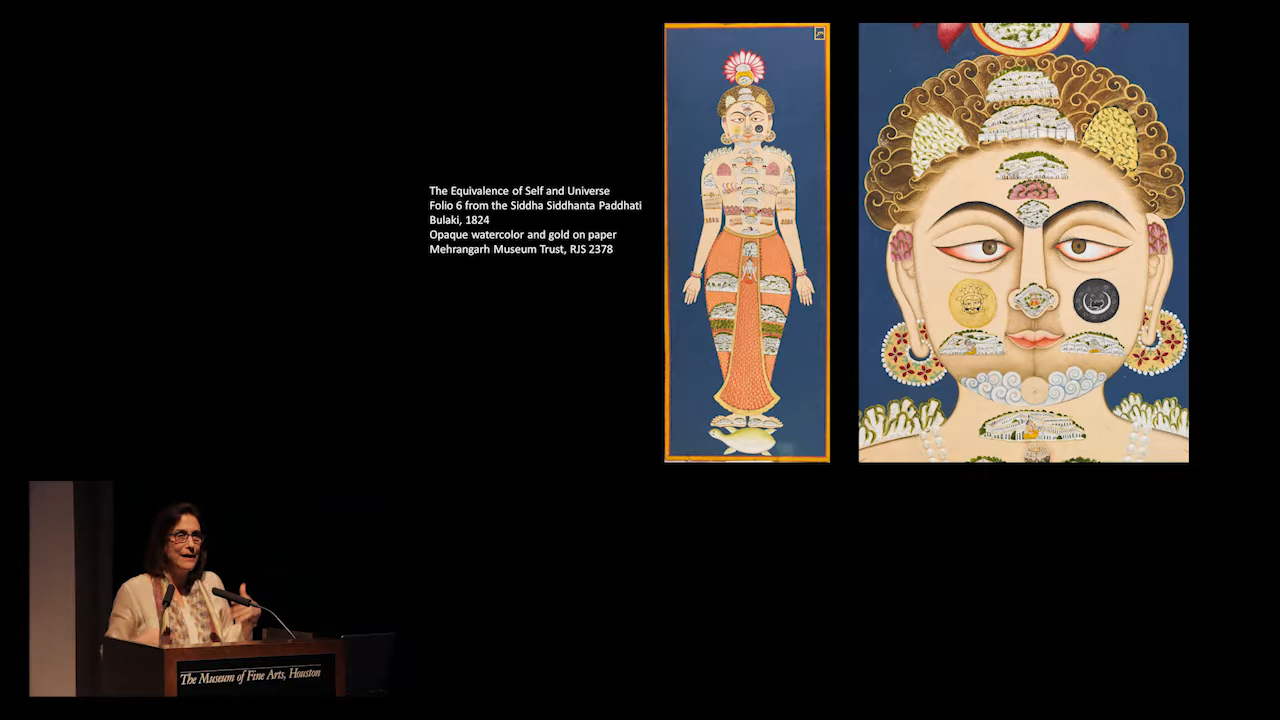 The Equivalence of Self and Universe
Folio 6 from the Siddha Siddhanta Paddhati
Bulaki, 1824
Opaque watercolor and gold on paper
Mehrangarh Museum Trust, RJS 2378
The Museum of Fine Arts, Houston